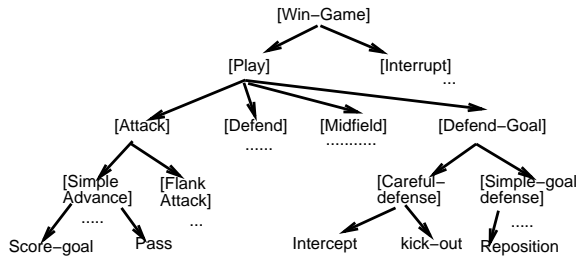 [Win-Game]
[Play]
[Interrupt]
...
[Attack]
[Defend]
[Midfield]
[Defend-Goal]
......
...........
[Simple
Advance]
[Flank
Attack]
[Careful-
defense]
[Simple-goal
defense]
.....
...
.....
Score-goal
Pass
Intercept
kick-out
Reposition